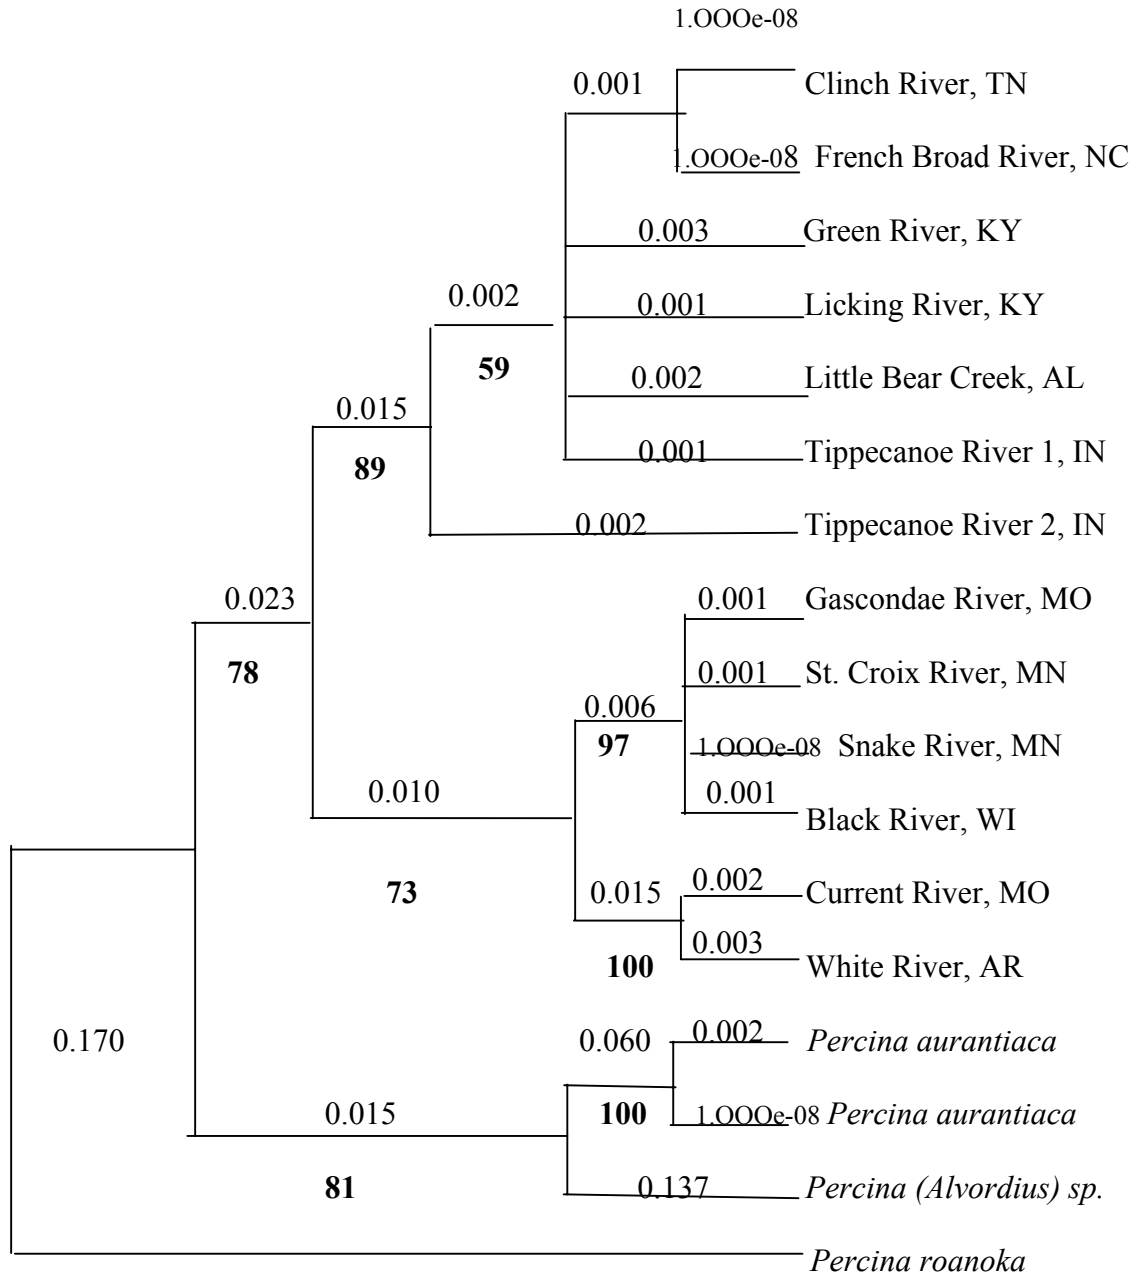 1.OOOe-08
0.001 Clinch River, TN
1.OOOe-08 French Broad River, NC
0.003 Green River, KY
0.002 0.001 Licking River, KY
59 0.002 Little Bear Creek, AL
0.015
89 0.001 Tippecanoe River 1, IN
0.002 Tippecanoe River 2, IN
0.023 0.001 Gascondae River, MO
78 0.001 St. Croix River, MN
0.006
97 1.OOOe-08 Snake River, MN
0.010 0.001 Black River, WI
73 0.015 0.002 Current River, MO
100 0.003 White River, AR
0.170 0.060 0.002 Percina aurantiaca
0.015 100 1.OOOe-08 Percina aurantiaca
81 0.137 Percina (Alvordius) sp.
Percina roanoka